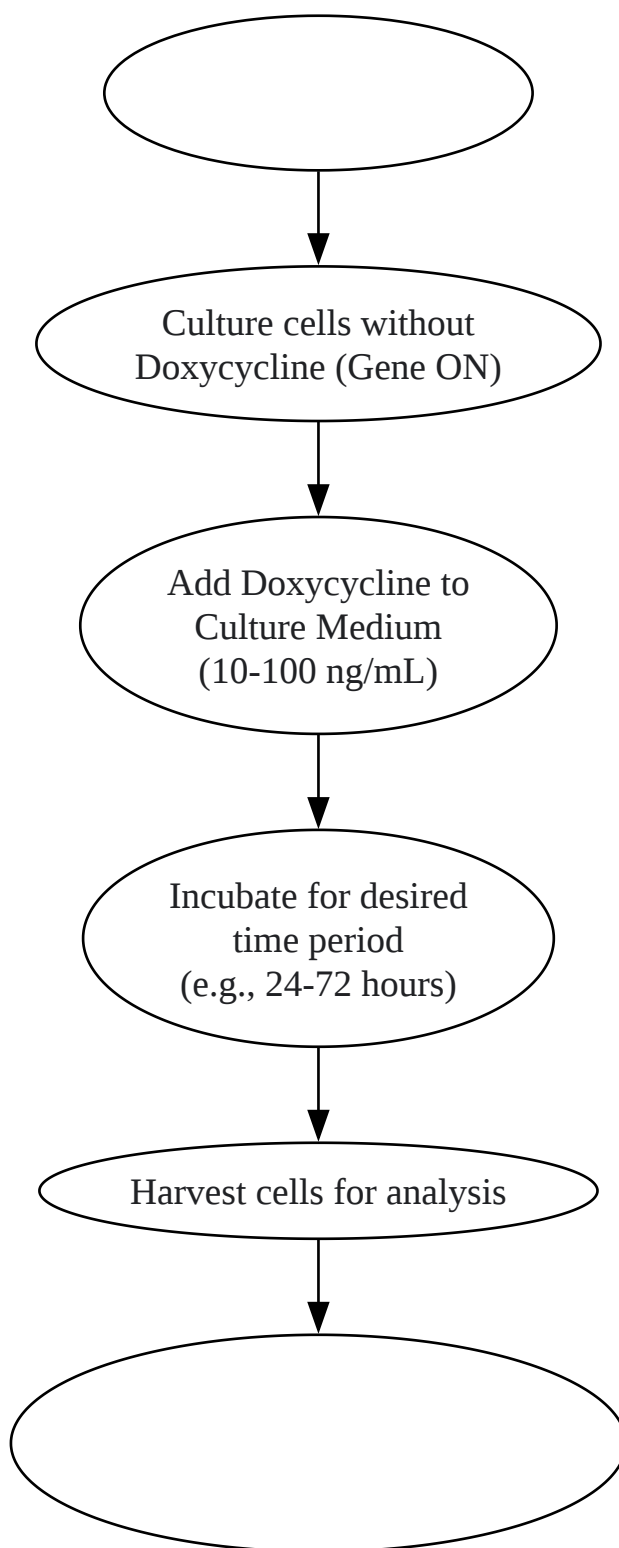 Culture cells without
Doxycycline (Gene ON)
Add Doxycycline to
Culture Medium
(10-100 ng/mL)
Incubate for desired
time period
(e.g., 24-72 hours)
Harvest cells for analysis